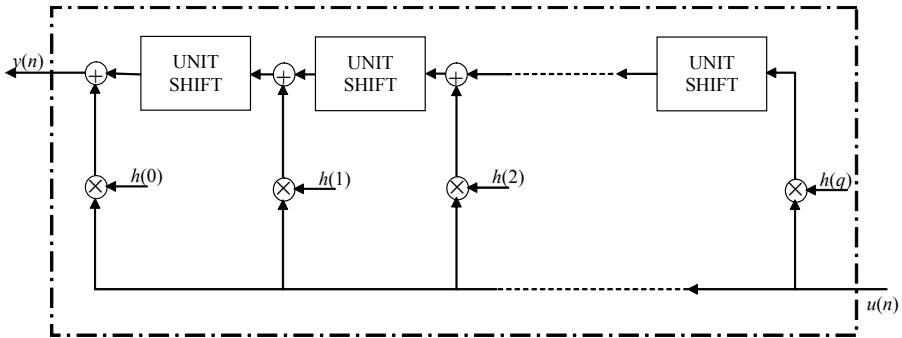 y(n)
UNIT
SHIFT
UNIT
SHIFT
UNIT
SHIFT
h(0)
h(1)
h(2)
h(q)
u(n)